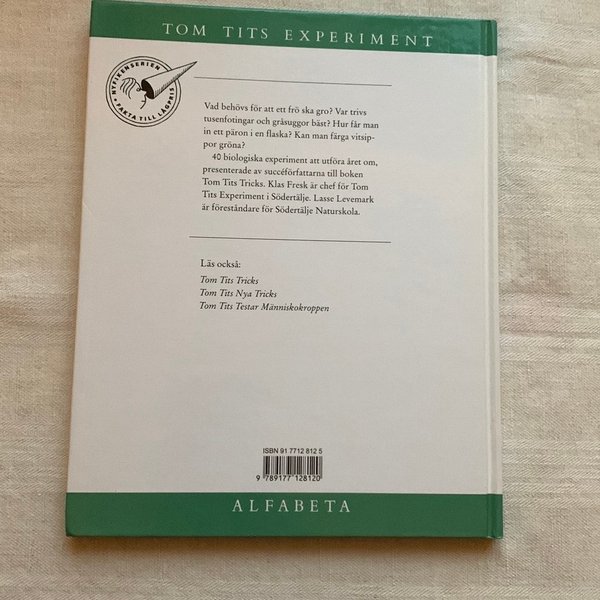 TOM TITS EXPERIMENT
NYFIKENSERIEN
• FAKTA TILL LÅGPRIS •
Vad behövs för att ett frö ska gro? Var trivs
tusenfotingar och gråsuggor bäst? Hur får man
in ett päron i en flaska? Kan man färga vitsip-
por gröna?
40 biologiska experiment att utföra året om,
presenterade av succéförfattarna till boken
Tom Tits Tricks. Klas Fresk är chef för Tom
Tits Experiment i Södertälje. Lasse Levemark
är föreståndare för Södertälje Naturskola.
Läs också:
Tom Tits Tricks
Tom Tits Nya Tricks
Tom Tits Testar Människokroppen
ISBN 91 7712 812 5
9 789177 128120
ALFABETA